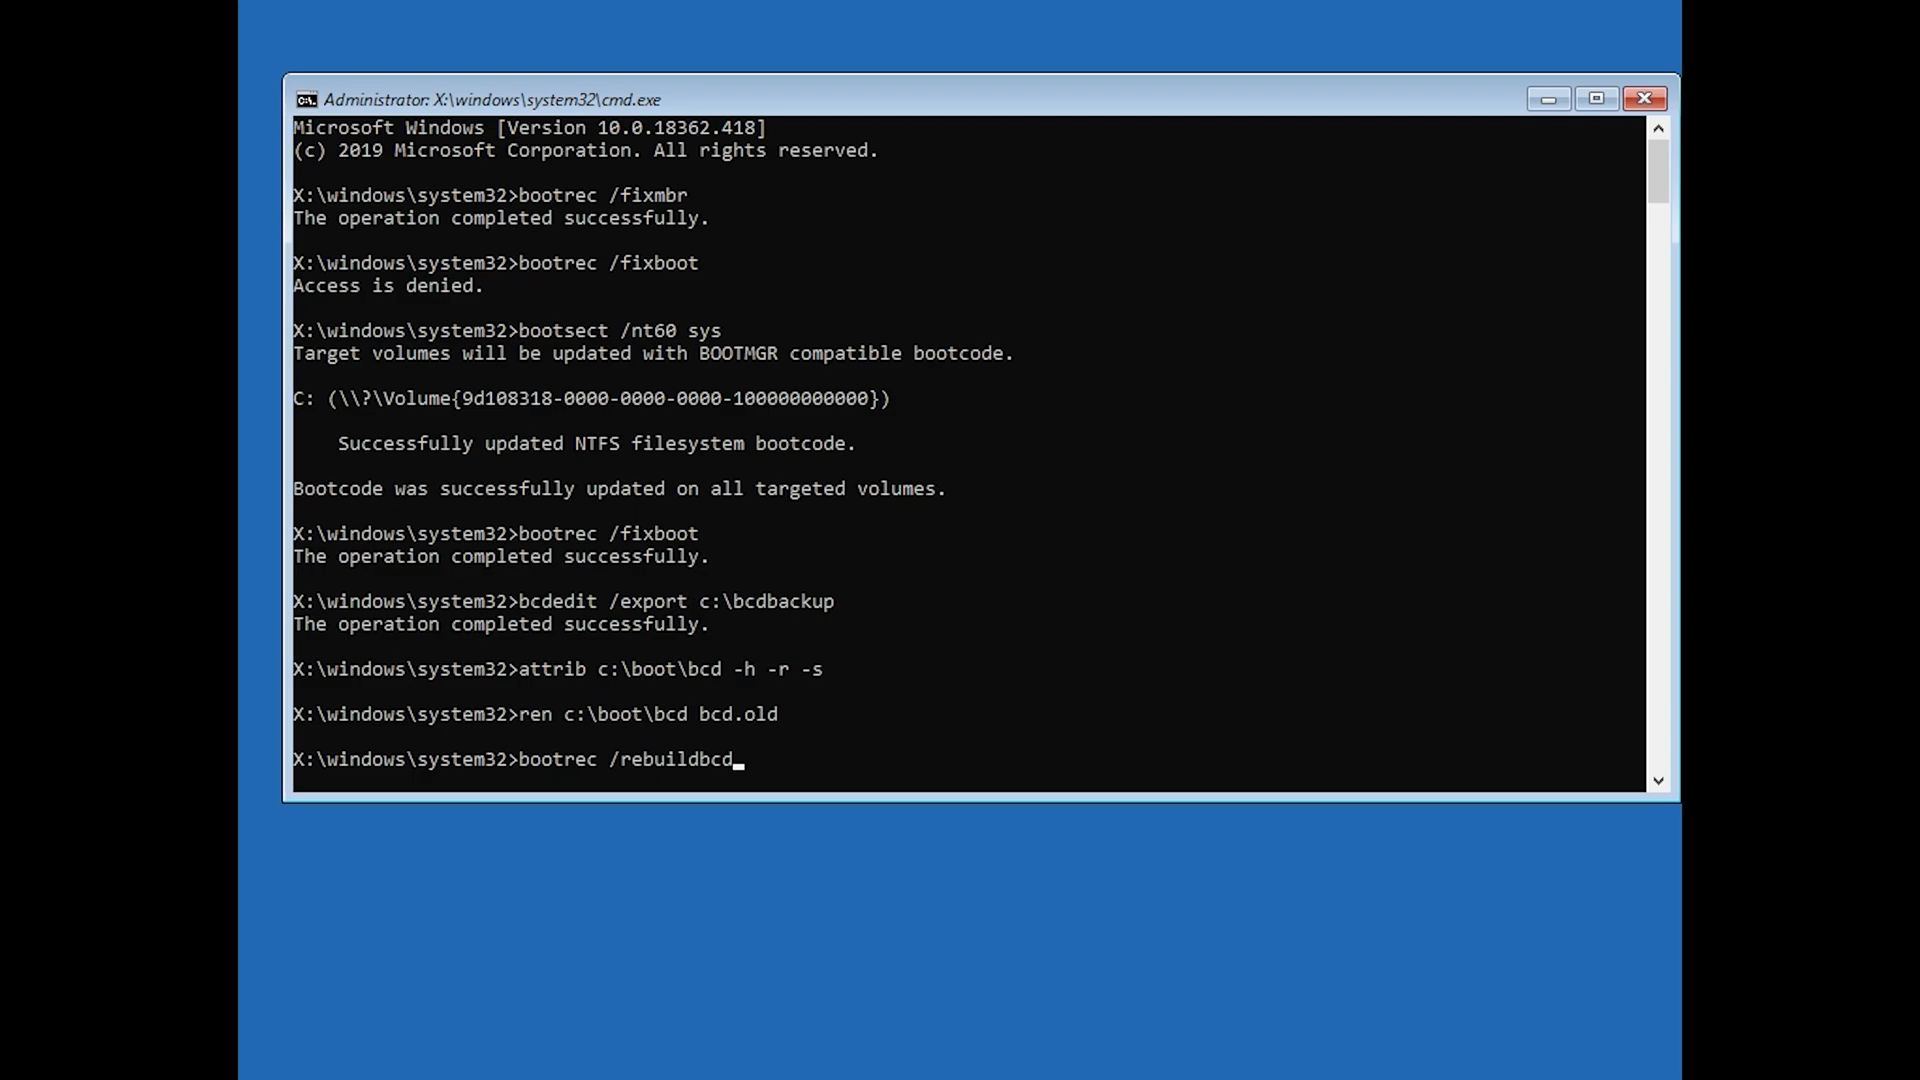 Administrator: X:\windows\system32\cmd.exe
Microsoft Windows [Version 10.0.18362.418]
(c) 2019 Microsoft Corporation. All rights reserved.
X:\windows\system32>bootrec /fixmbr
The operation completed successfully.
X:\windows\system32>bootrec /fixboot
Access is denied.
X:\windows\system32>bootsect /nt60 sys
Target volumes will be updated with BOOTMGR compatible bootcode.
C: (\\?\Volume{9d108318-0000-0000-0000-100000000000})
Successfully updated NTFS filesystem bootcode.
Bootcode was successfully updated on all targeted volumes.
X:\windows\system32>bootrec /fixboot
The operation completed successfully.
X:\windows\system32>bcdedit /export c:\bcdbackup
The operation completed successfully.
X:\windows\system32>attrib c:\boot\bcd -h -r -s
X:\windows\system32>ren c:\boot\bcd bcd.old
X:\windows\system32>bootrec /rebuildbcd